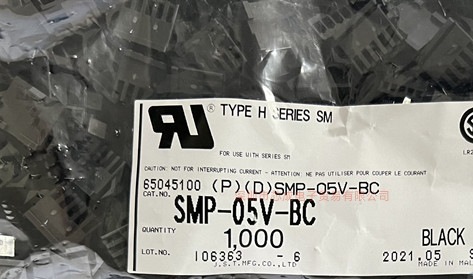 ® TYPE H SERIES SM
FOR USE WITH SERIES SM
CAUTION: NOT FOR INTERRUPTING CURRENT - ATTENTION: NE PAS UTILISER POUR COUPER LE COURANT
65045100 (P)(D)SMP-05V-BC
CAT.NO.
SMP-05V-BC
QUANTITY
1,000
BLACK
LOT.NO. 106363 - 6
2021.05
J.S.T.MFG.CO.,LTD